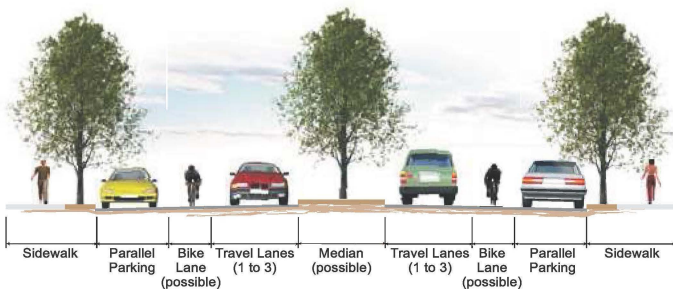 Sidewalk
Parallel
Parking
Bike
Lane
(possible)
Travel Lanes
(1 to 3)
Median
(possible)
Travel Lanes
(1 to 3)
Bike
Lane
(possible)
Parallel
Parking
Sidewalk